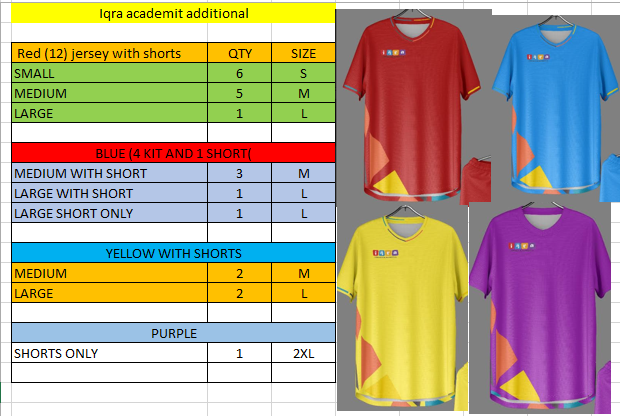 Iqra academit additional
Red (12) jersey with shorts QTY SIZE
SMALL 6 S
MEDIUM 5 M
LARGE 1 L
BLUE (4 KIT AND 1 SHORT(
MEDIUM WITH SHORT 3 M
LARGE WITH SHORT 1 L
LARGE SHORT ONLY 1 L
YELLOW WITH SHORTS
MEDIUM 2 M
LARGE 2 L
PURPLE
SHORTS ONLY 1 2XL